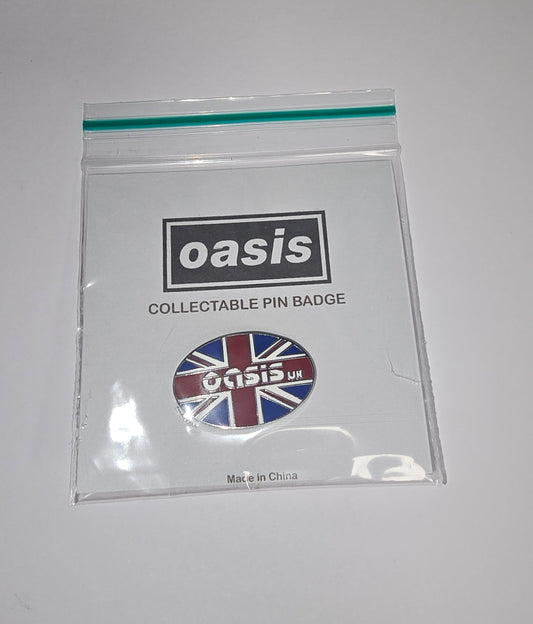 oasis
COLLECTABLE PIN BADGE
OASIS UK
Made in China